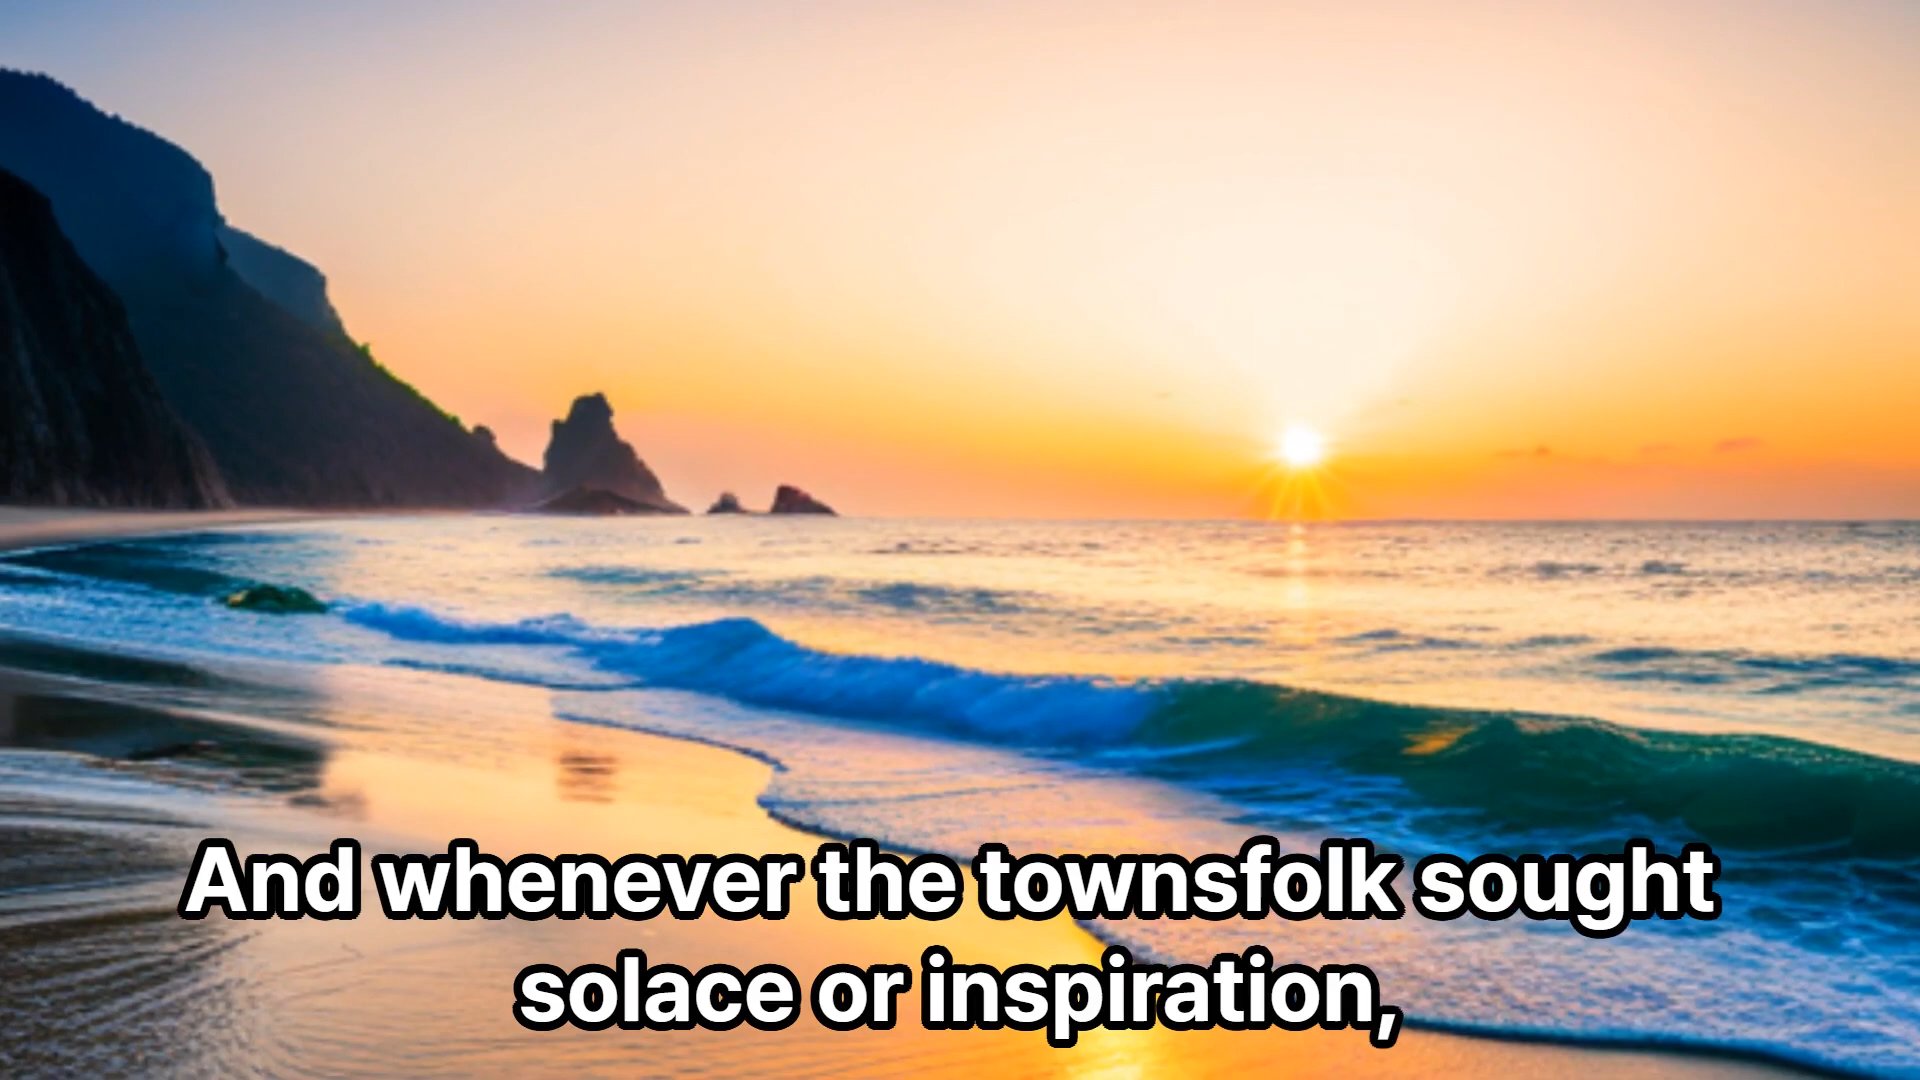 And whenever the townsfolk sought
solace or inspiration,